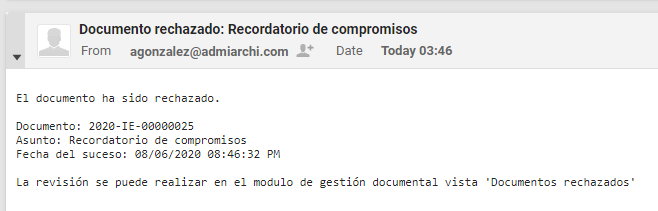 Documento rechazado: Recordatorio de compromisos
From agonzalez@admiarchi.com Date Today 03:46
El documento ha sido rechazado.
Documento: 2020-IE-00000025
Asunto: Recordatorio de compromisos
Fecha del suceso: 08/06/2020 08:46:32 PM
La revisión se puede realizar en el modulo de gestión documental vista 'Documentos rechazados'